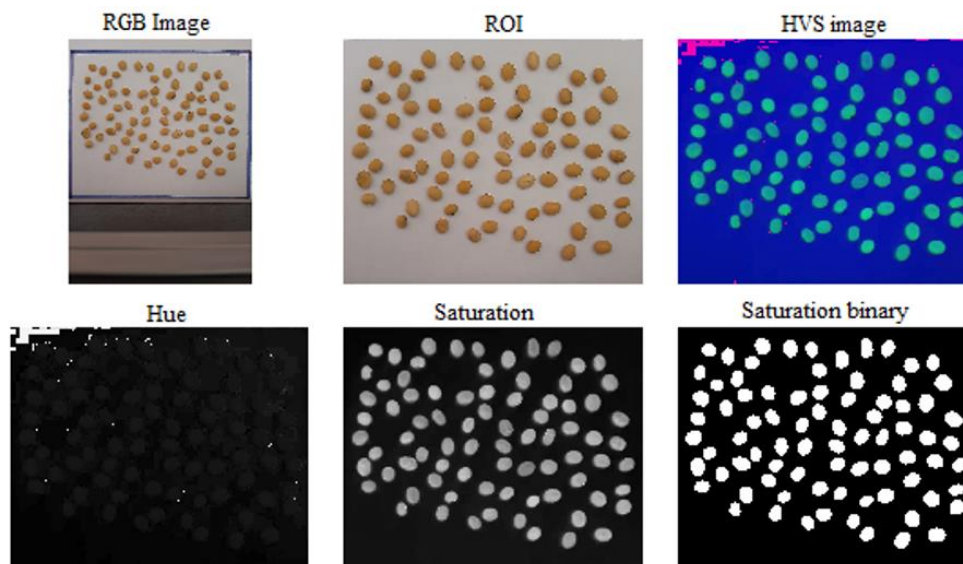 RGB Image
ROI
HVS image
Hue
Saturation
Saturation binary